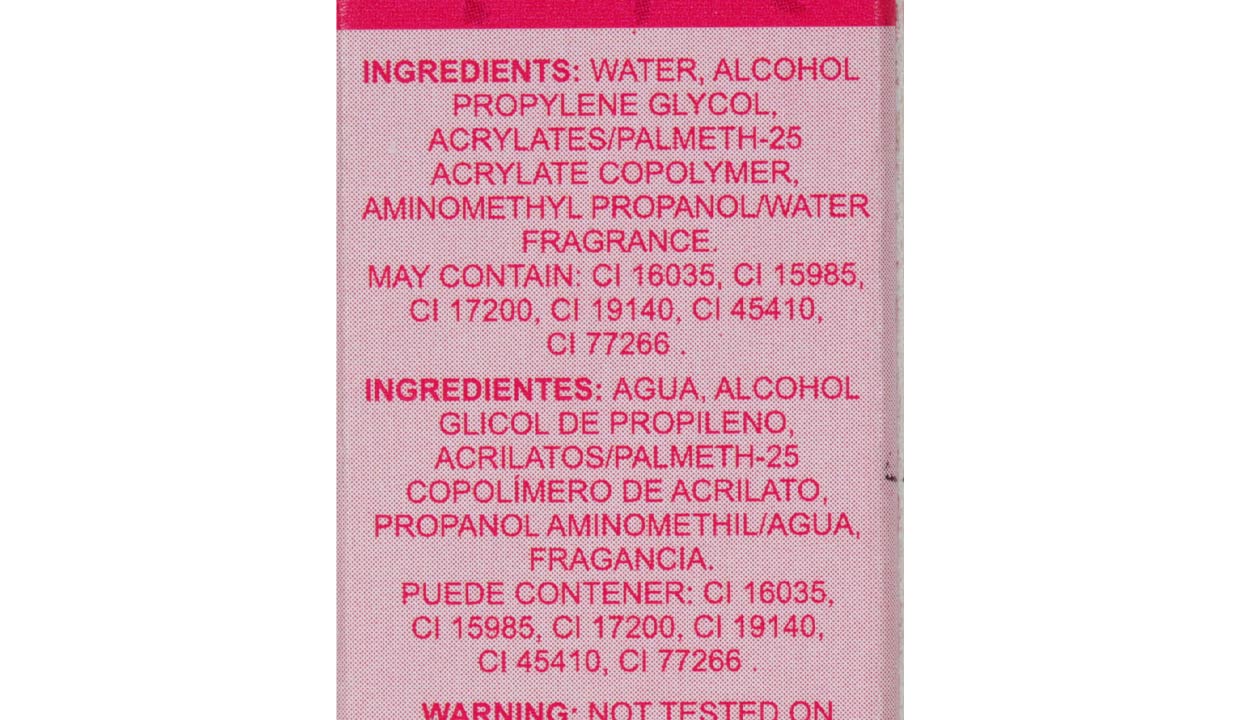 INGREDIENTS: WATER, ALCOHOL
PROPYLENE GLYCOL,
ACRYLATES/PALMETH-25
ACRYLATE COPOLYMER,
AMINOMETHYL PROPANOL/WATER
FRAGRANCE.
MAY CONTAIN: CI 16035, CI 15985,
CI 17200, CI 19140, CI 45410,
CI 77266 .
INGREDIENTES: AGUA, ALCOHOL
GLICOL DE PROPILENO,
ACRILATOS/PALMETH-25
COPOLÍMERO DE ACRILATO,
PROPANOL AMINOMETHIL/AGUA,
FRAGANCIA.
PUEDE CONTENER: CI 16035,
CI 15985, CI 17200, CI 19140,
CI 45410, CI 77266 .
WARNING: NOT TESTED ON